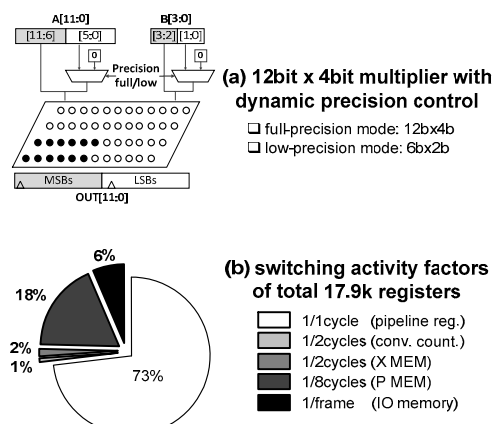 A[11:0]
B[3:0]
[11;6]
[5;0]
[3;2]
[1;0]
0
0
Precision
full/low
MSBs
LSBs
OUT[11:0]
(a) 12bit x 4bit multiplier with
dynamic precision control
full-precision mode: 12bx4b
low-precision mode: 6bx2b
6%
18%
2%
1%
73%
(b) switching activity factors
of total 17.9k registers
1/1cycle (pipeline reg.)
1/2cycles (conv. count.)
1/2cycles (X MEM)
1/8cycles (P MEM)
1/frame (IO memory)